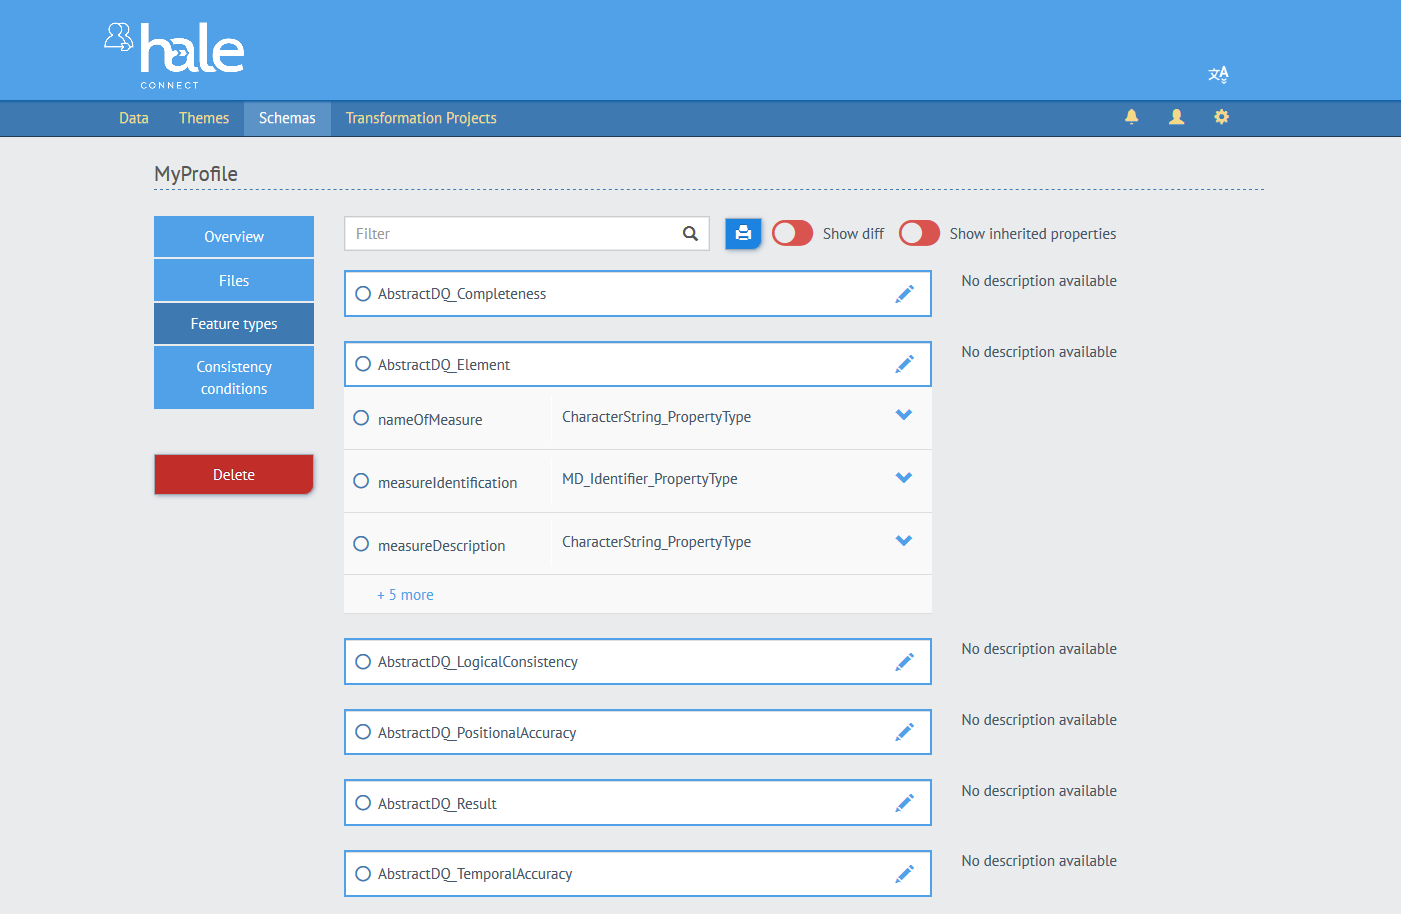 hale
CONNECT
Data Themes Schemas Transformation Projects
MyProfile
Overview
Files
Feature types
Consistency
conditions
Delete
Filter Show diff Show inherited properties
AbstractDQ_Completeness No description available
AbstractDQ_Element No description available
nameOfMeasure CharacterString_PropertyType
measureIdentification MD_Identifier_PropertyType
measureDescription CharacterString_PropertyType
+ 5 more
AbstractDQ_LogicalConsistency No description available
AbstractDQ_PositionalAccuracy No description available
AbstractDQ_Result No description available
AbstractDQ_TemporalAccuracy No description available